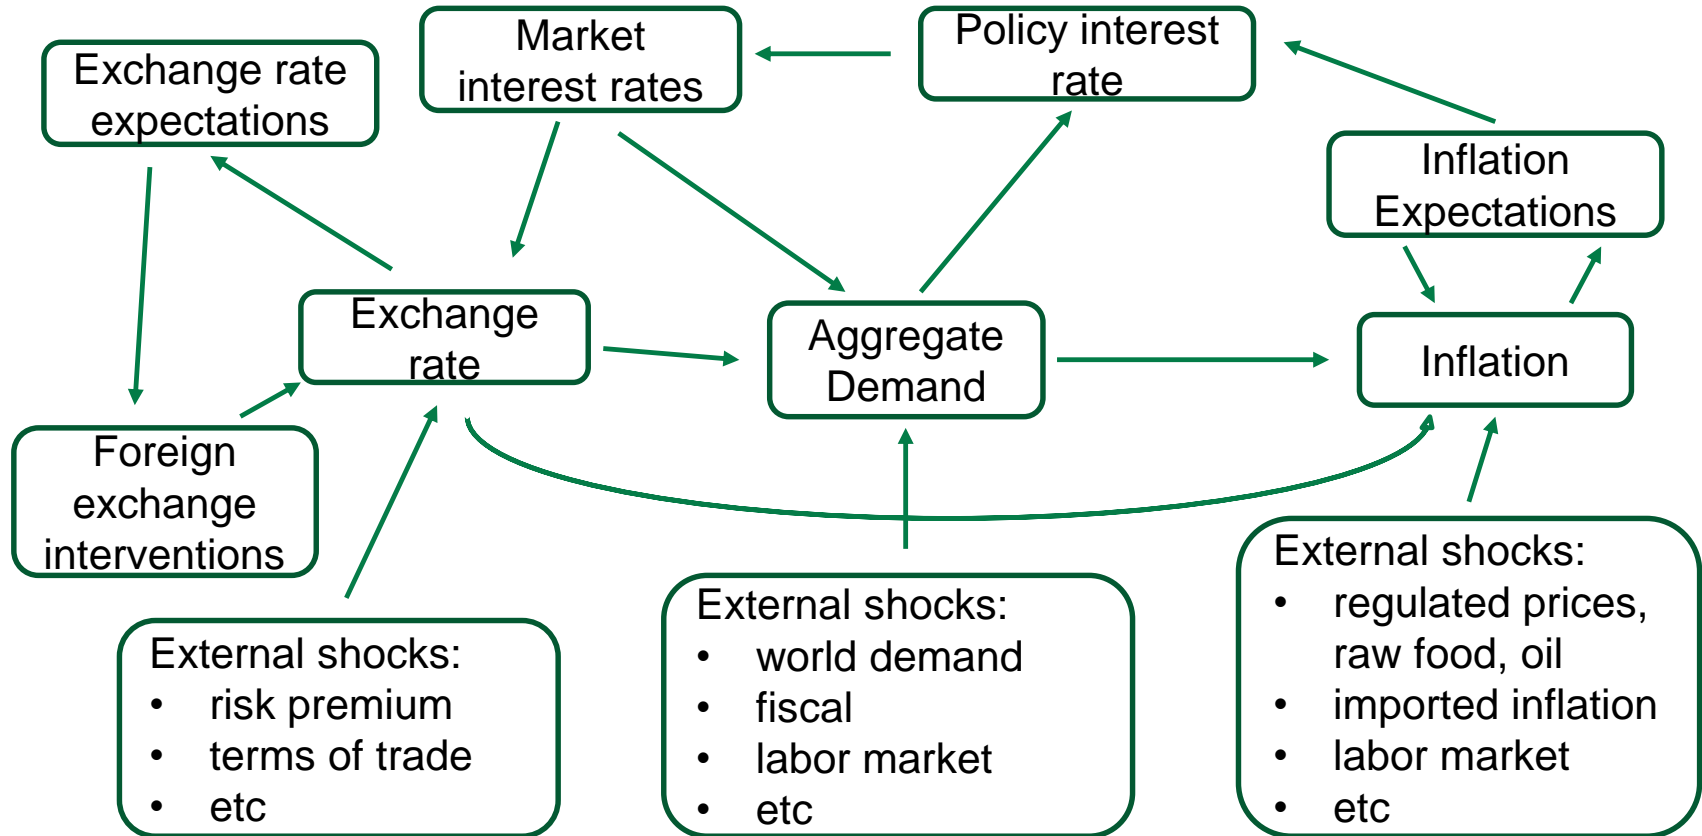 Market
interest rates
Policy interest
rate
Exchange rate
expectations
Inflation
Expectations
Exchange
rate
Aggregate
Demand
Inflation
Foreign
exchange
interventions
External shocks:
• risk premium
• terms of trade
• etc
External shocks:
• world demand
• fiscal
• labor market
• etc
External shocks:
• regulated prices,
raw food, oil
• imported inflation
• labor market
• etc